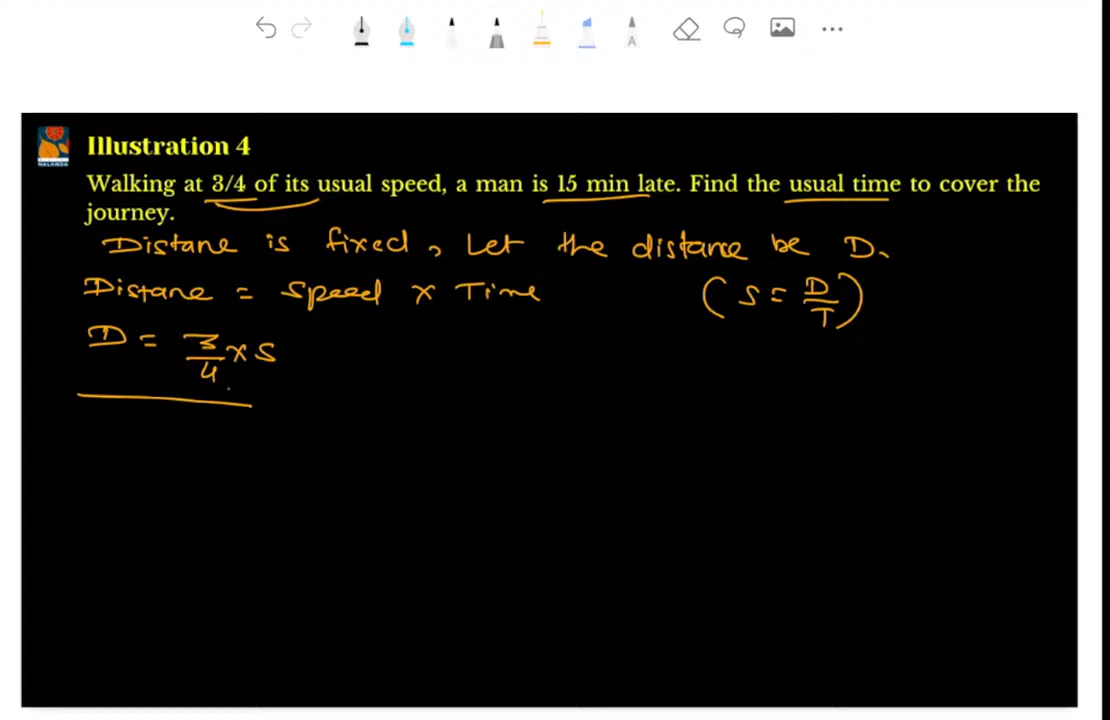 A
NALANDA
Illustration 4
Walking at 3/4 of its usual speed, a man is 15 min late. Find the usual time to cover the
journey.
Distane is fixed, Let the distance be D.
Distane = Speed × Time (S = D/T)
D = 3/4 × S